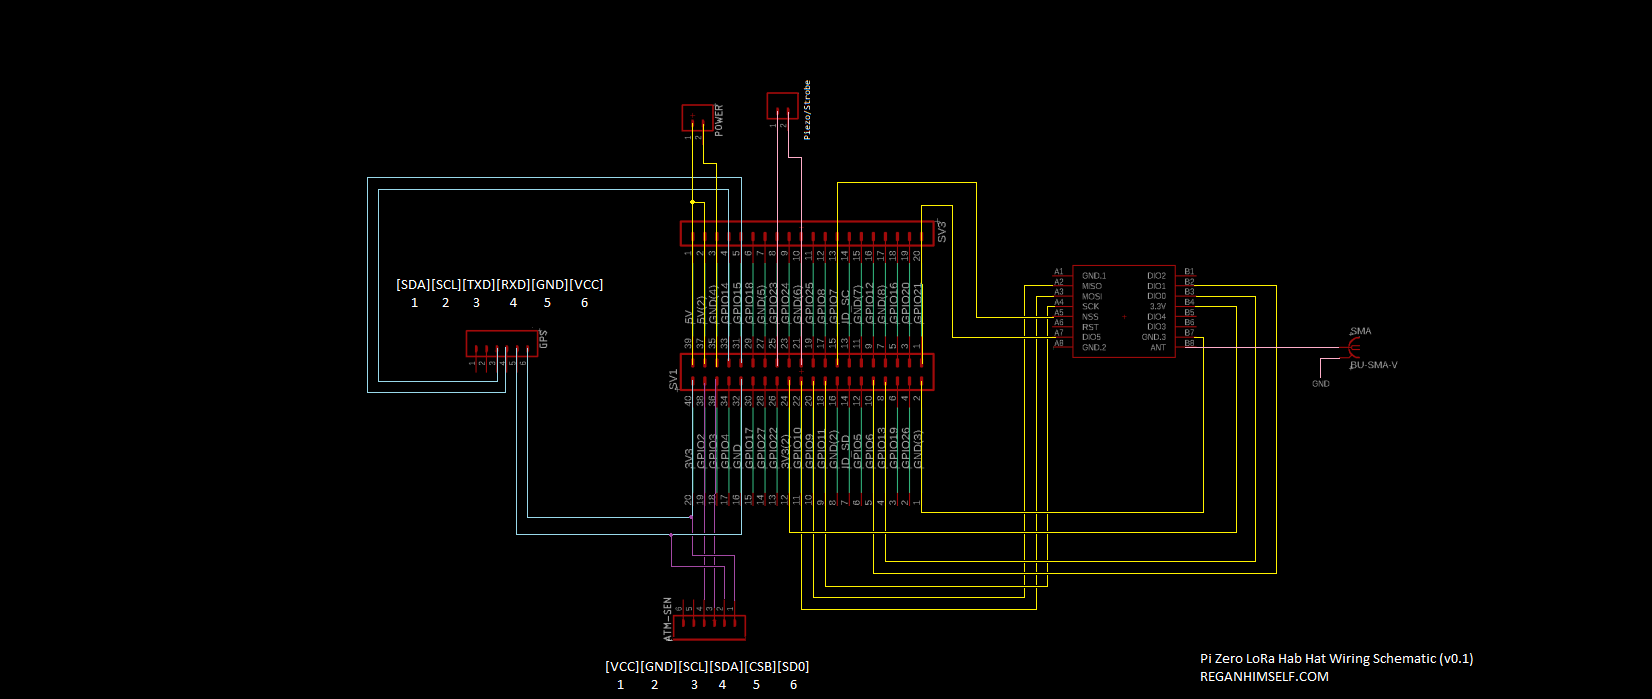 POWER
1 2
Piezo/Strobe
1 2
SV3
1 2 3 4 5 6 7 8 9 10 11 12 13 14 15 16 17 18 19 20
5V 5V(2) GND(4) GPIO14 GPIO15 GPIO18 GND(5) GPIO23 GPIO24 GND(6) GPIO25 GPIO8 GPIO7 ID_SC GND(7) GPIO12 GND(8) GPIO16 GPIO20 GPIO21
39 37 35 33 31 29 27 25 23 21 19 17 15 13 11 9 7 5 3 1
SV1
40 38 36 34 32 30 28 26 24 22 20 18 16 14 12 10 8 6 4 2
3V3 GPIO2 GPIO3 GPIO4 GND GPIO17 GPIO27 GPIO22 3V3(2) GPIO10 GPIO9 GPIO11 GND(2) ID_SD GPIO5 GPIO6 GPIO13 GPIO19 GPIO26 GND(3)
20 19 18 17 16 15 14 13 12 11 10 9 8 7 6 5 4 3 2 1
[SDA][SCL][TXD][RXD][GND][VCC]
1 2 3 4 5 6
GPS
1 2 3 4 5 6
A1 GND.1 DIO2 B1
A2 MISO DIO1 B2
A3 MOSI DIO0 B3
A4 SCK 3.3V B4
A5 NSS DIO4 B5
A6 RST DIO3 B6
A7 DIO5 GND.3 B7
A8 GND.2 ANT B8
SMA
BU-SMA-V
GND
ATM-SEN
6 5 4 3 2 1
[VCC][GND][SCL][SDA][CSB][SD0]
1 2 3 4 5 6
Pi Zero LoRa Hab Hat Wiring Schematic (v0.1)
REGANHIMSELF.COM